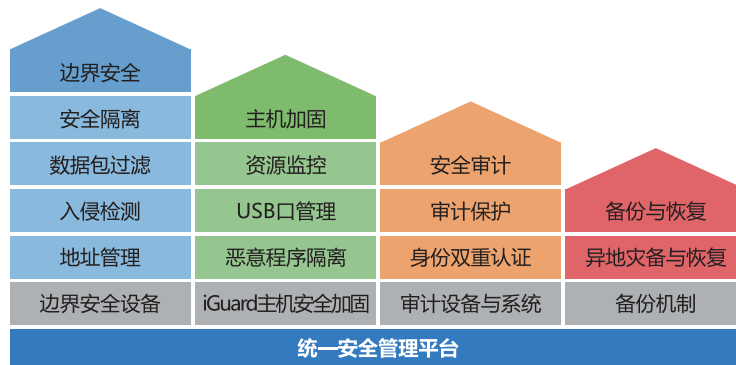 边界安全
安全隔离
数据包过滤
入侵检测
地址管理
边界安全设备
主机加固
资源监控
USB口管理
恶意程序隔离
iGuard主机安全加固
安全审计
审计保护
身份双重认证
审计设备与系统
备份与恢复
异地灾备与恢复
备份机制
统一安全管理平台